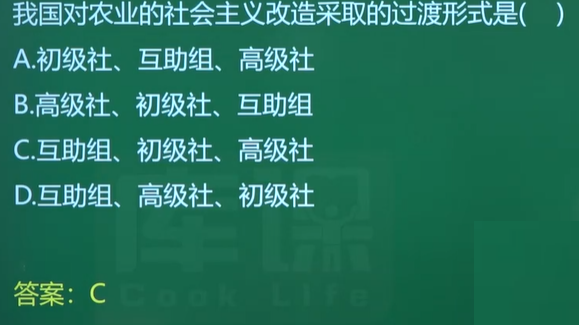 我国对农业的社会主义改造采取的过渡形式是(    )
A.初级社、互助组、高级社
B.高级社、初级社、互助组
C.互助组、初级社、高级社
D.互助组、高级社、初级社
库课
Cook Life
答案：C